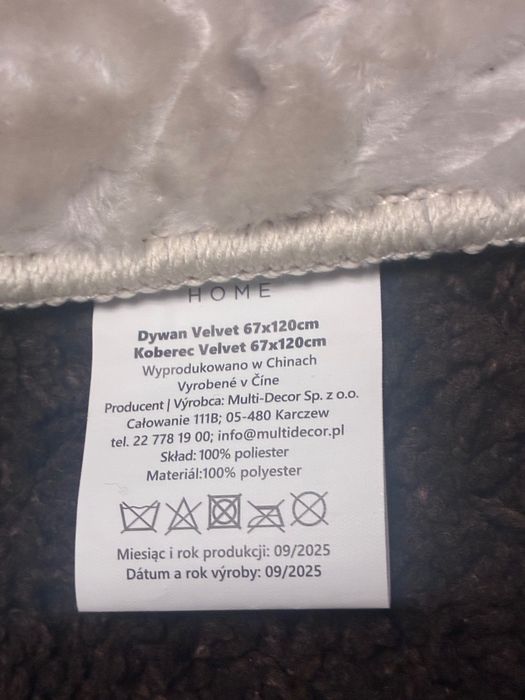 HOME
Dywan Velvet 67x120cm
Koberec Velvet 67x120cm
Wyprodukowano w Chinach
Vyrobené v Číne
Producent | Výrobca: Multi-Decor Sp. z o.o.
Całowanie 111B; 05-480 Karczew
tel. 22 778 19 00; info@multidecor.pl
Skład: 100% poliester
Materiál:100% polyester
Miesiąc i rok produkcji: 09/2025
Dátum a rok výroby: 09/2025